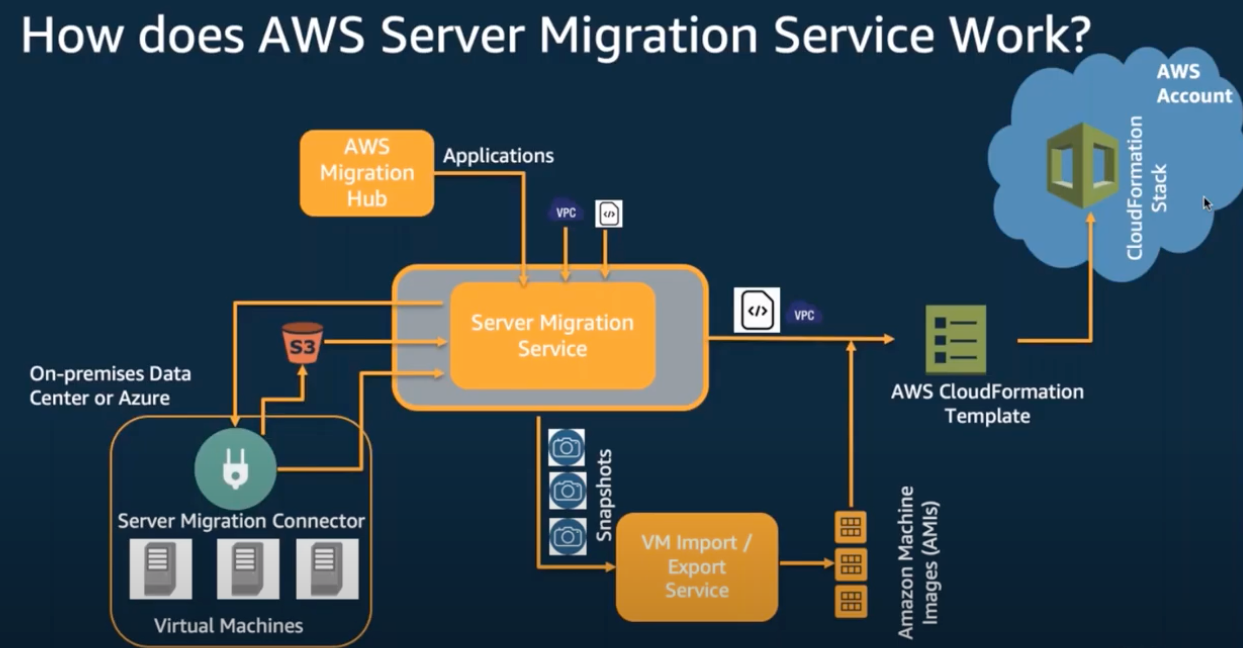 How does AWS Server Migration Service Work?
AWS
Account
CloudFormation
Stack
AWS
Migration
Hub
Applications
VPC
</>
Server Migration
Service
</>
VPC
S3
On-premises Data
Center or Azure
AWS CloudFormation
Template
Server Migration Connector
Virtual Machines
Snapshots
VM Import /
Export
Service
Amazon Machine
Images (AMIs)